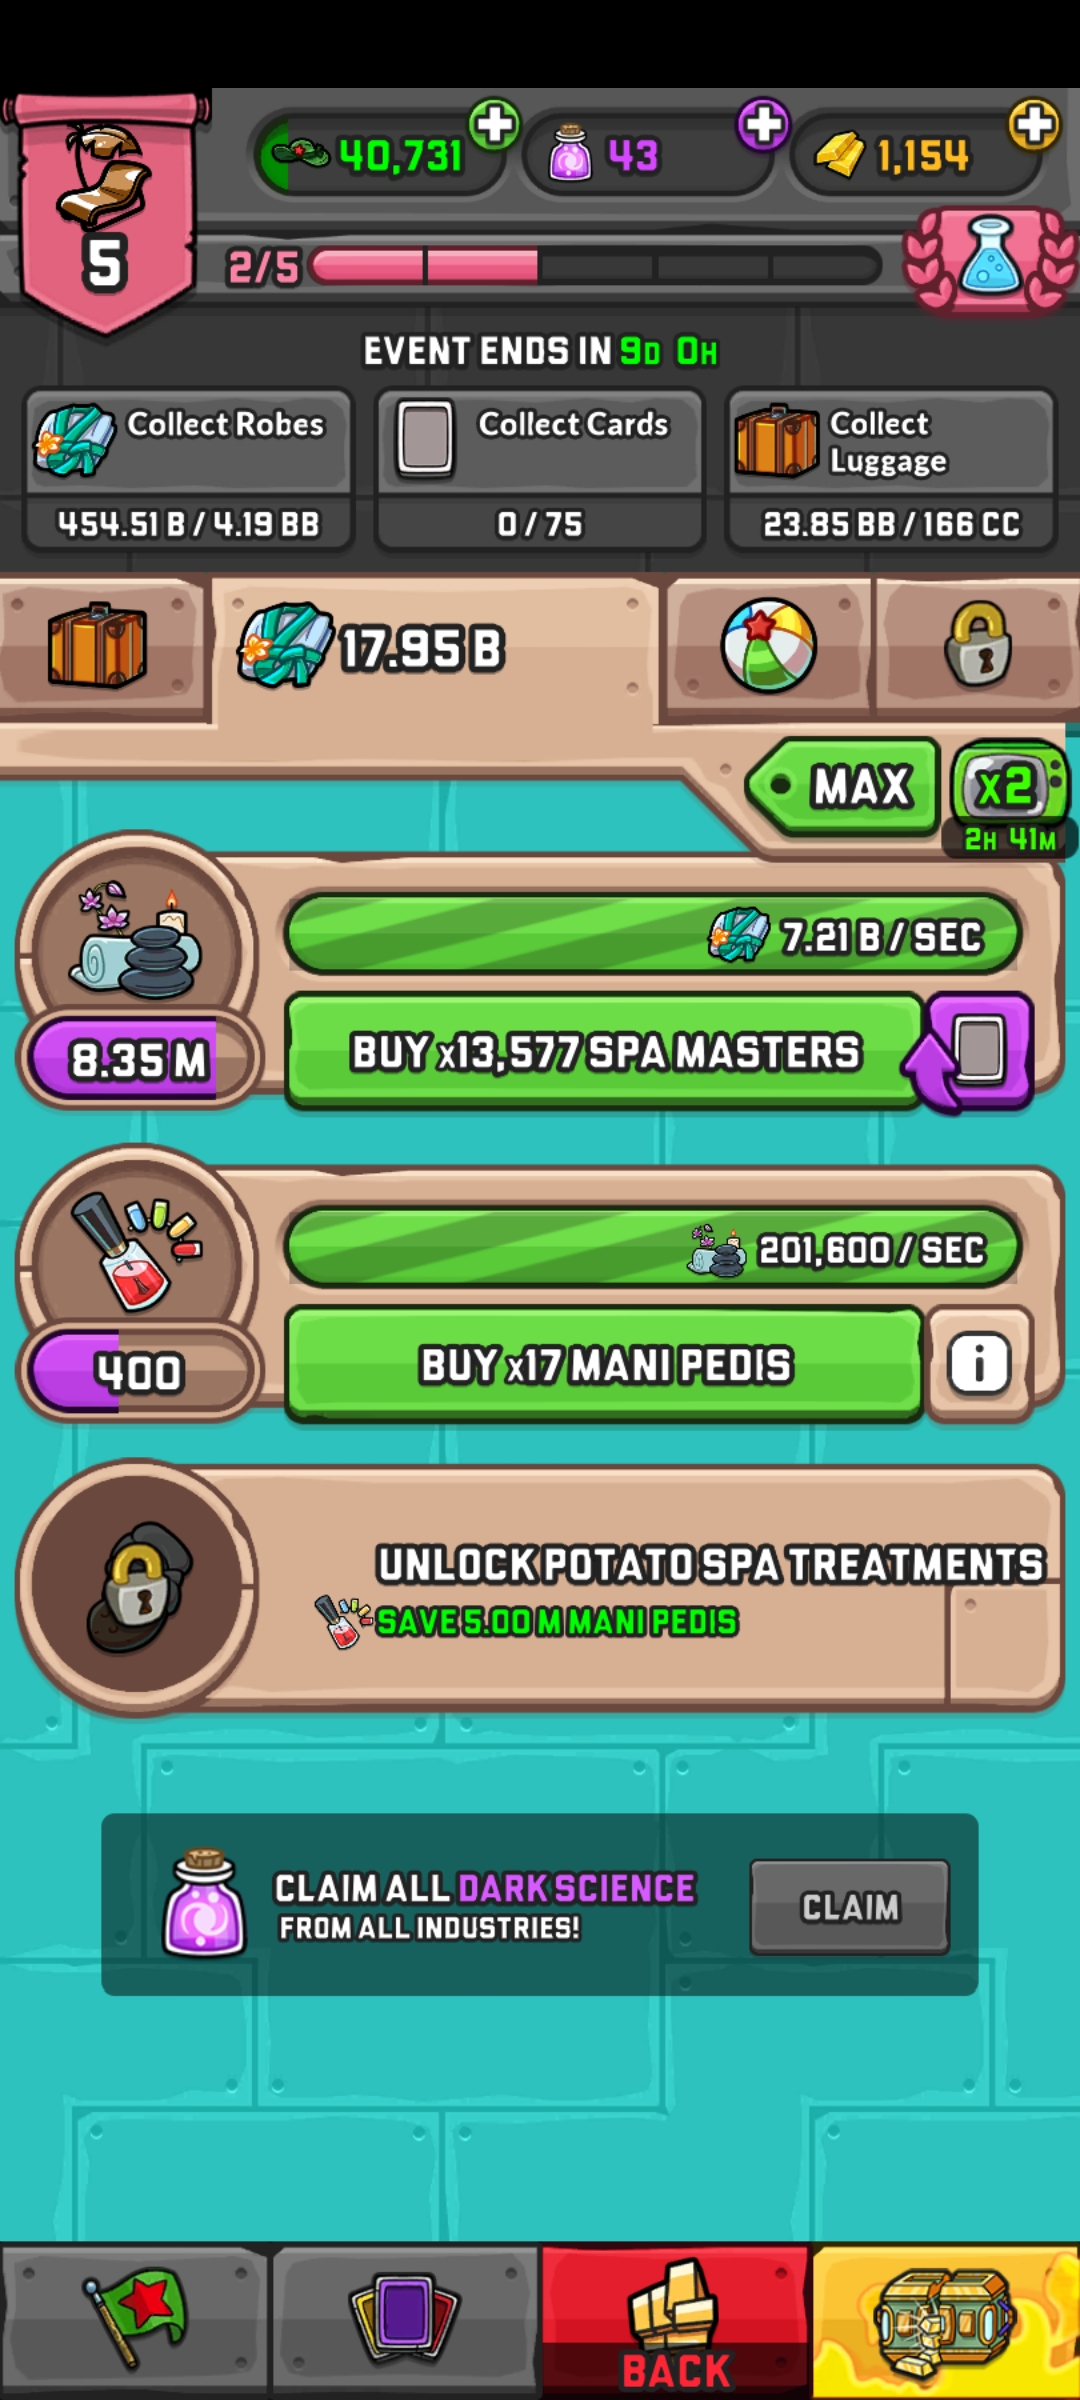 40,731
43
1,154
5
2/5
EVENT ENDS IN 9D 0H
Collect Robes
454.51 B / 4.19 BB
Collect Cards
0 / 75
Collect
Luggage
23.85 BB / 166 CC
17.95 B
MAX
x2
2H 41M
7.21 B / SEC
8.35 M
BUY x13,577 SPA MASTERS
201,600 / SEC
400
BUY x17 MANI PEDIS
i
UNLOCK POTATO SPA TREATMENTS
SAVE 5.00 M MANI PEDIS
CLAIM ALL DARK SCIENCE
FROM ALL INDUSTRIES!
CLAIM
BACK